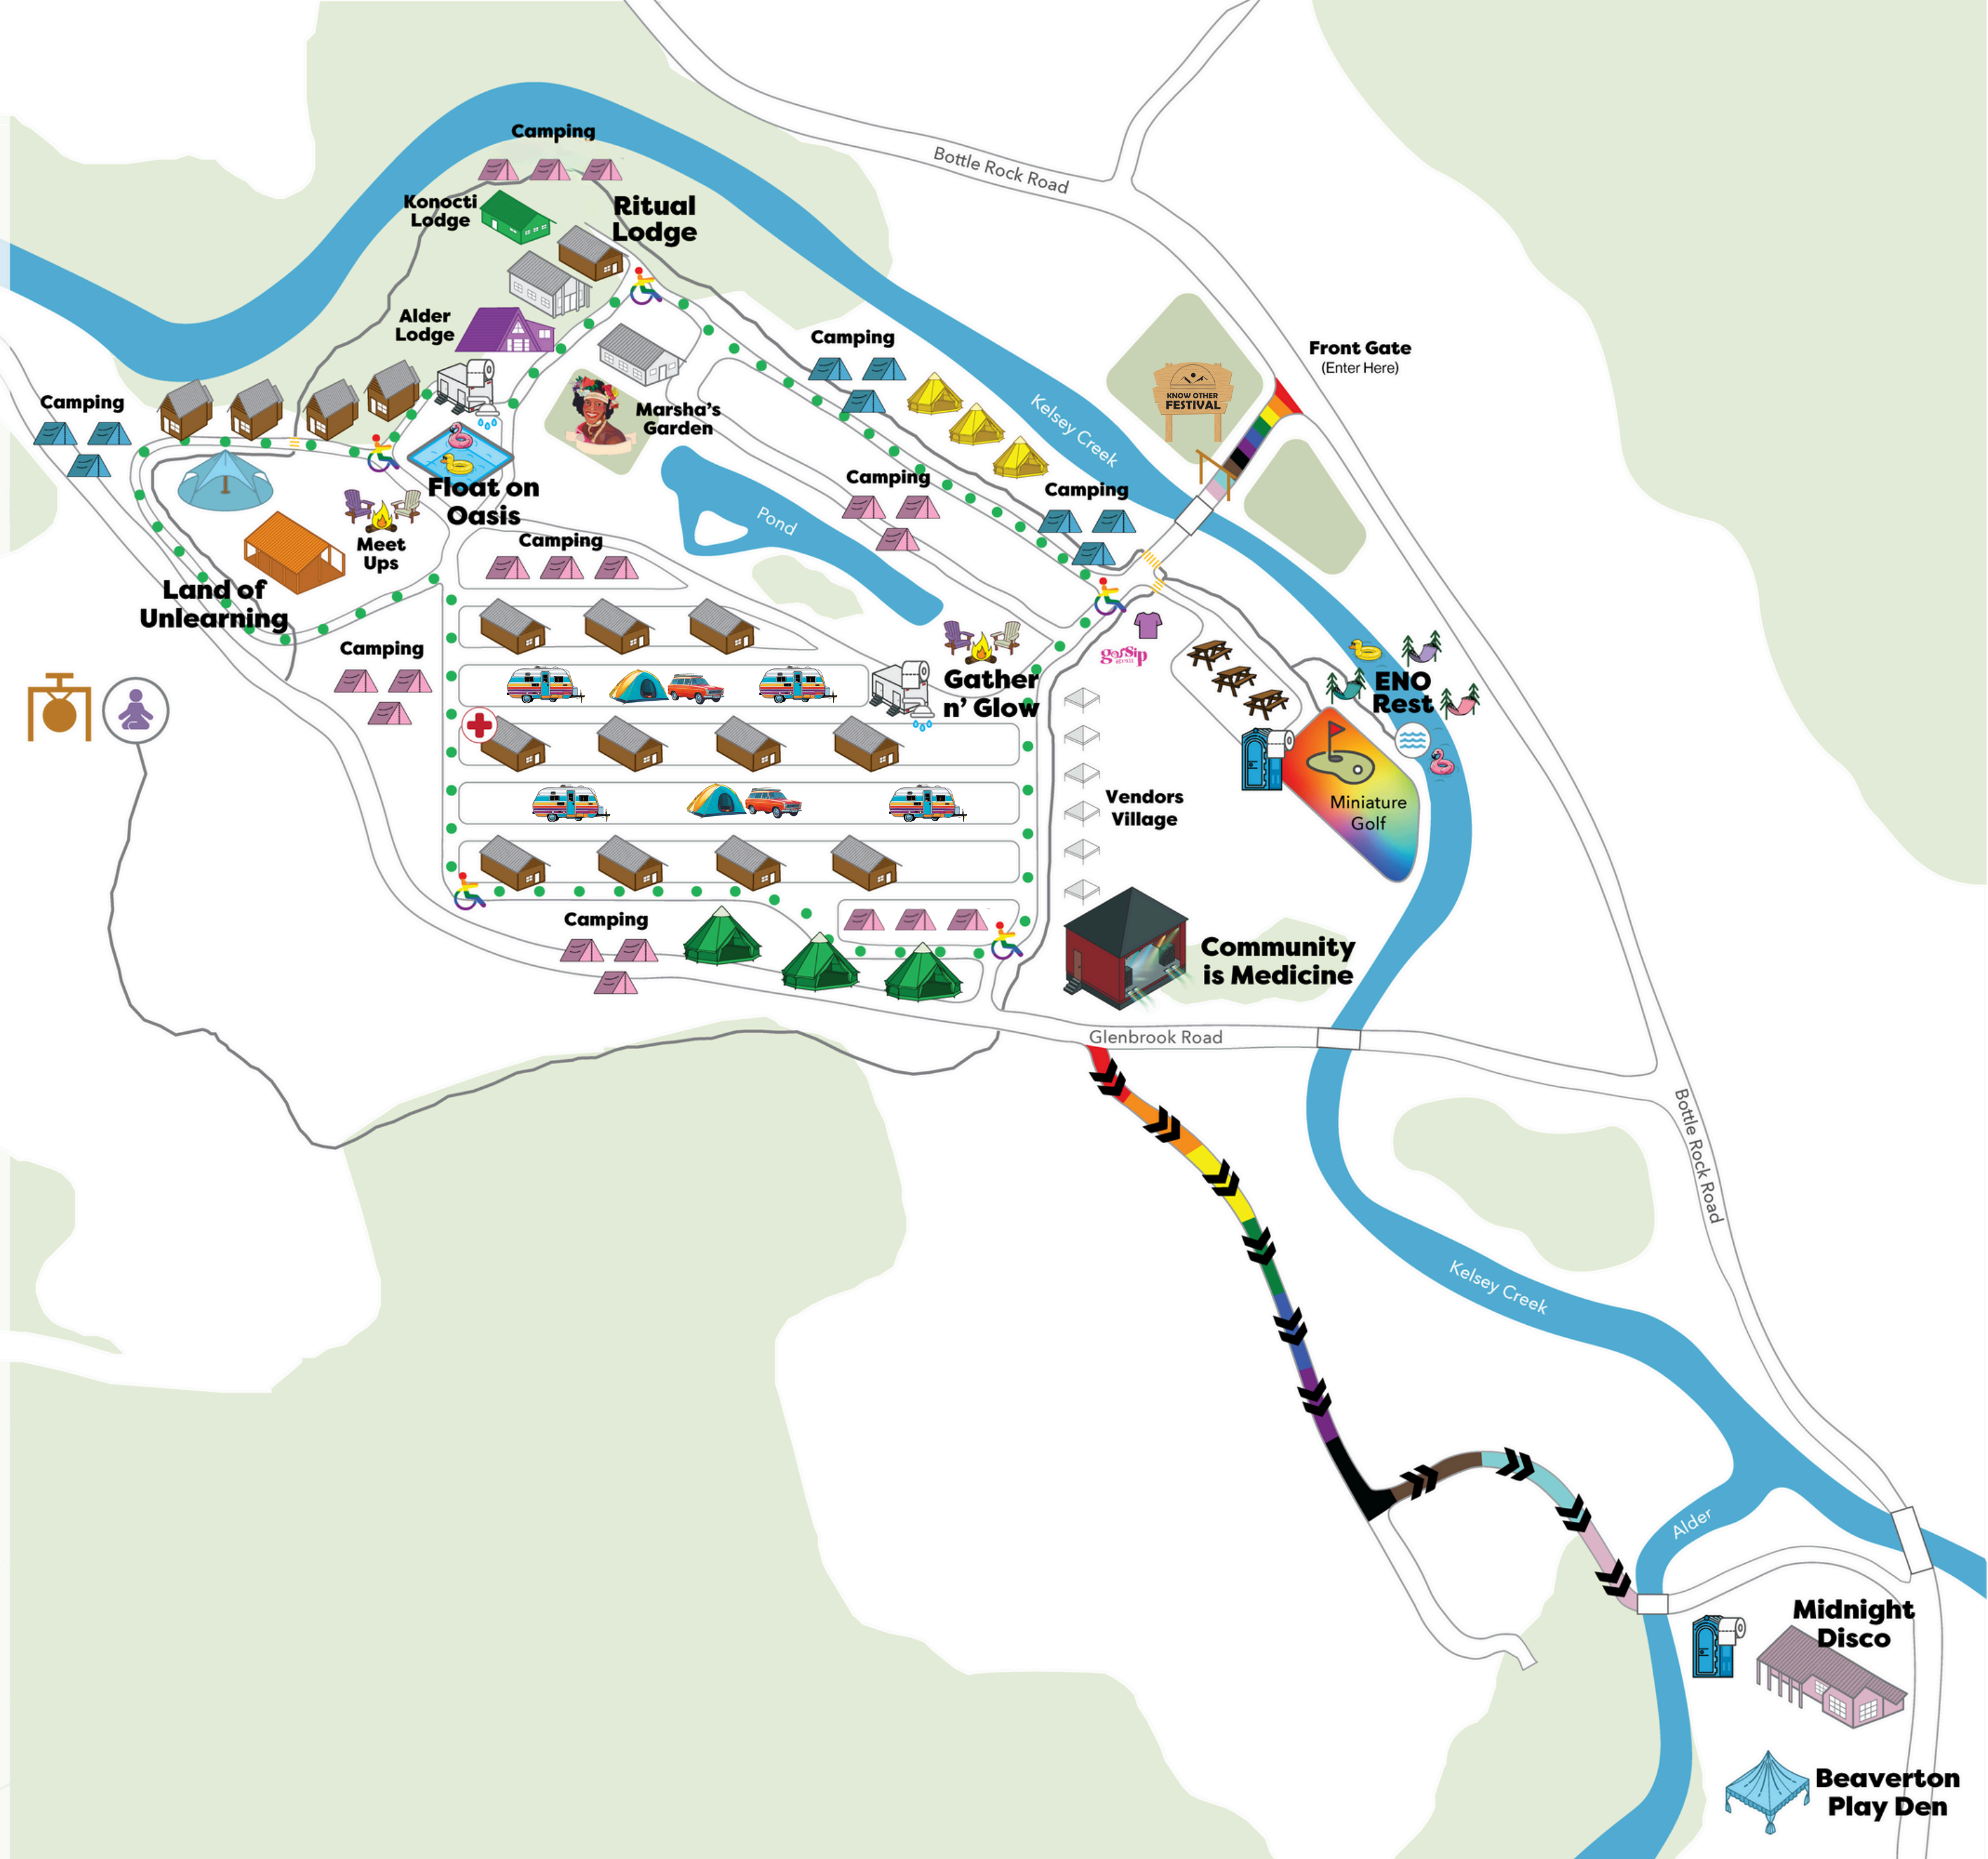 Bottle Rock Road
Camping
Konocti
Lodge
Ritual
Lodge
Alder
Lodge
Camping
Front Gate
(Enter Here)
KNOW OTHER
FESTIVAL
Camping
Marsha's
Garden
Kelsey Creek
Float on
Oasis
Camping
Camping
Pond
Meet
Ups
Camping
Land of
Unlearning
Camping
gossip
Gather
n' Glow
ENO
Rest
Vendors
Village
Miniature
Golf
Camping
Community
is Medicine
Glenbrook Road
Bottle Rock Road
Kelsey Creek
Alder
Midnight
Disco
Beaverton
Play Den